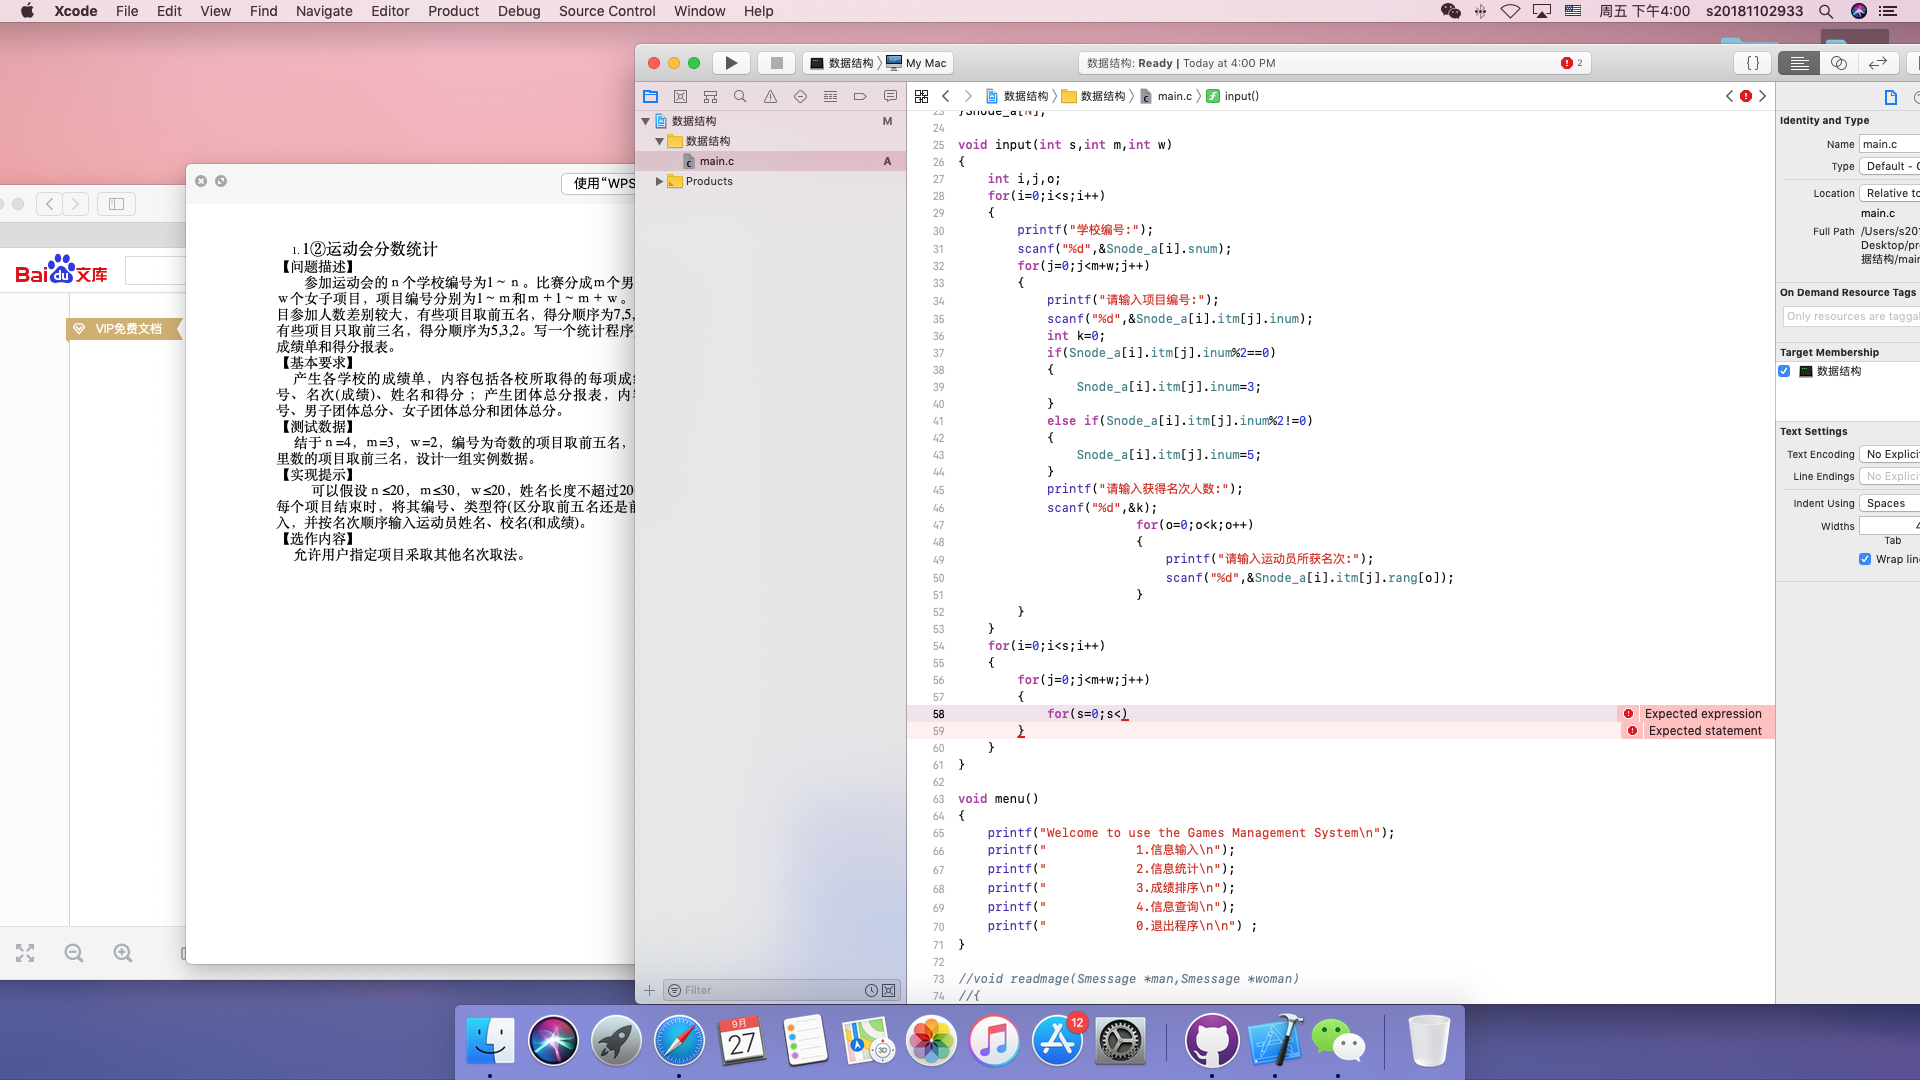 Xcode File Edit View Find Navigate Editor Product Debug Source Control Window Help
周五 下午4:00 s20181102933
数据结构 〉 My Mac
数据结构: Ready | Today at 4:00 PM
2
数据结构 〉 数据结构 〉 main.c 〉 input()
数据结构 M
数据结构
main.c A
Products
Filter
使用“WPS
Bai du 文库
VIP免费文档
1. 1②运动会分数统计
【问题描述】
参加运动会的 n 个学校编号为1 ~ n。比赛分成m个男
w个女子项目，项目编号分别为1 ~ m和m + 1 ~ m + w。
目参加人数差别较大，有些项目取前五名，得分顺序为7,5,
有些项目只取前三名，得分顺序为5,3,2。写一个统计程序
成绩单和得分报表。
【基本要求】
产生各学校的成绩单，内容包括各校所取得的每项成
号、名次(成绩)、姓名和得分；产生团体总分报表，内
号、男子团体总分、女子团体总分和团体总分。
【测试数据】
结于 n =4，m =3，w =2，编号为奇数的项目取前五名，
里数的项目取前三名，设计一组实例数据。
【实现提示】
可以假设 n ≤20，m≤30，w≤20，姓名长度不超过20
每个项目结束时，将其编号、类型符(区分取前五名还是前
入，并按名次顺序输入运动员姓名、校名(和成绩)。
【选作内容】
允许用户指定项目采取其他名次取法。
23 }Snode_a[N];
24
25 void input(int s,int m,int w)
26 {
27 int i,j,o;
28 for(i=0;i<s;i++)
29 {
30 printf("学校编号:");
31 scanf("%d",&Snode_a[i].snum);
32 for(j=0;j<m+w;j++)
33 {
34 printf("请输入项目编号:");
35 scanf("%d",&Snode_a[i].itm[j].inum);
36 int k=0;
37 if(Snode_a[i].itm[j].inum%2==0)
38 {
39 Snode_a[i].itm[j].inum=3;
40 }
41 else if(Snode_a[i].itm[j].inum%2!=0)
42 {
43 Snode_a[i].itm[j].inum=5;
44 }
45 printf("请输入获得名次人数:");
46 scanf("%d",&k);
47 for(o=0;o<k;o++)
48 {
49 printf("请输入运动员所获名次:");
50 scanf("%d",&Snode_a[i].itm[j].rang[o]);
51 }
52 }
53 }
54 for(i=0;i<s;i++)
55 {
56 for(j=0;j<m+w;j++)
57 {
58 for(s=0;s<) Expected expression
59 } Expected statement
60 }
61 }
62
63 void menu()
64 {
65 printf("Welcome to use the Games Management System\n");
66 printf(" 1.信息输入\n");
67 printf(" 2.信息统计\n");
68 printf(" 3.成绩排序\n");
69 printf(" 4.信息查询\n");
70 printf(" 0.退出程序\n\n") ;
71 }
72
73 //void readmage(Smessage *man,Smessage *woman)
74 //{
Identity and Type
Name main.c
Type Default - C
Location Relative to
main.c
Full Path /Users/s20
Desktop/pr
据结构/mai
On Demand Resource Tags
Only resources are taggal
Target Membership
数据结构
Text Settings
Text Encoding No Explici
Line Endings No Explici
Indent Using Spaces
Widths 4
Tab
Wrap lin
9月
27
3D
12